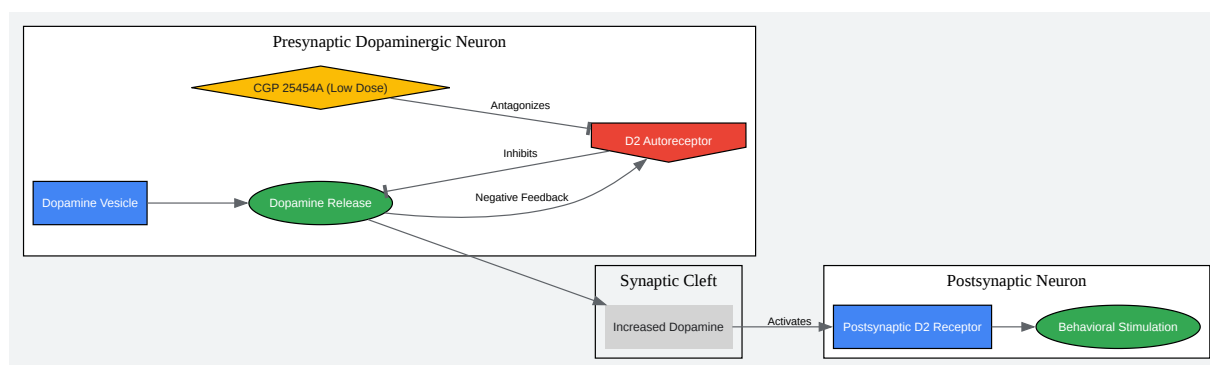 Presynaptic Dopaminergic Neuron
CGP 25454A (Low Dose)
Antagonizes
D2 Autoreceptor
Inhibits
Negative Feedback
Dopamine Vesicle
Dopamine Release
Synaptic Cleft
Increased Dopamine
Activates
Postsynaptic Neuron
Postsynaptic D2 Receptor
Behavioral Stimulation